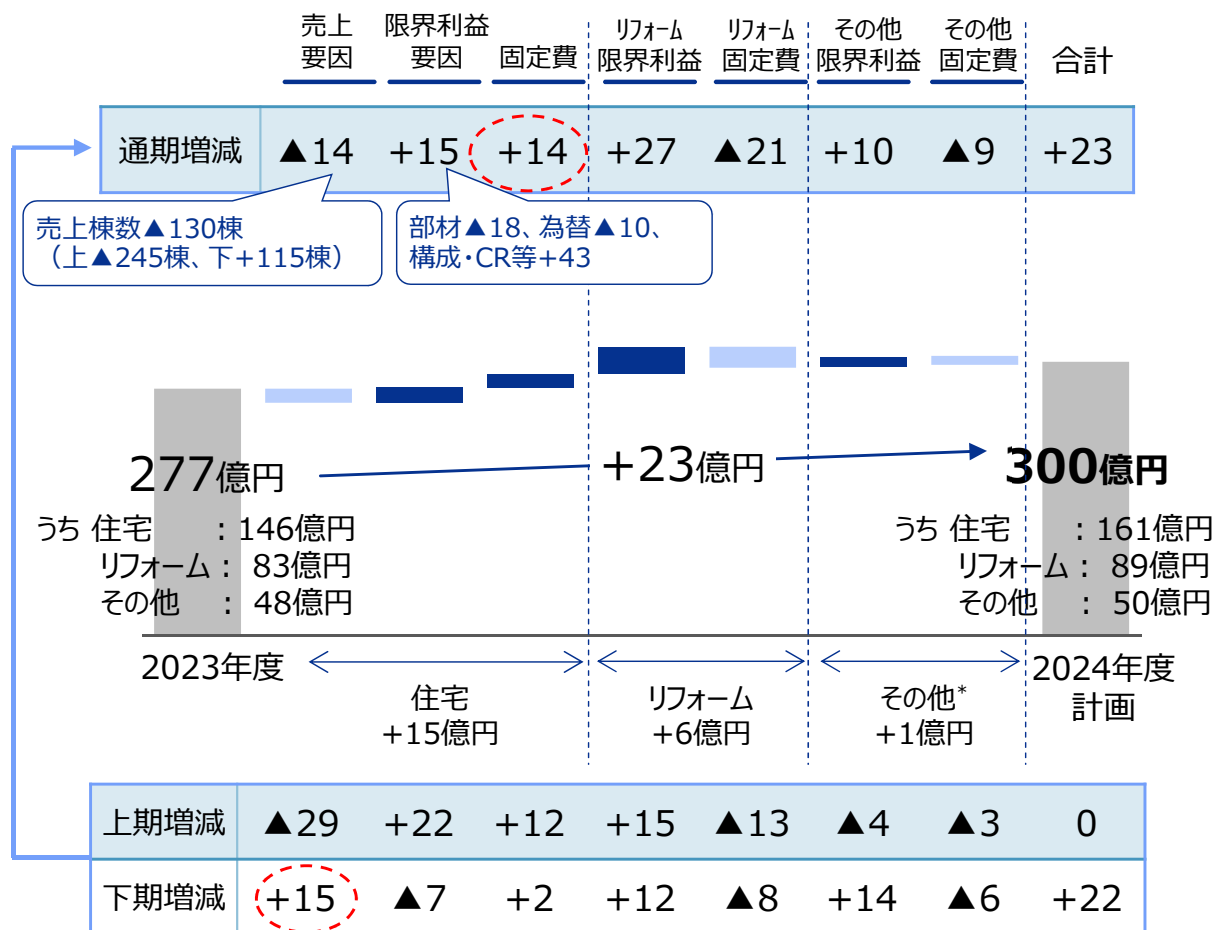 売上 限界利益 リフォーム リフォーム その他 その他
要因 要因 固定費 限界利益 固定費 限界利益 固定費 合計
通期増減 ▲14 +15 +14 +27 ▲21 +10 ▲9 +23
売上棟数▲130棟
（上▲245棟、下+115棟）
部材▲18、為替▲10、
構成・CR等+43
277億円
+23億円
300億円
うち 住宅 : 146億円
リフォーム : 83億円
その他 : 48億円
うち 住宅 : 161億円
リフォーム : 89億円
その他 : 50億円
2023年度
住宅
+15億円
リフォーム
+6億円
その他*
+1億円
2024年度
計画
上期増減 ▲29 +22 +12 +15 ▲13 ▲4 ▲3 0
下期増減 +15 ▲7 +2 +12 ▲8 +14 ▲6 +22